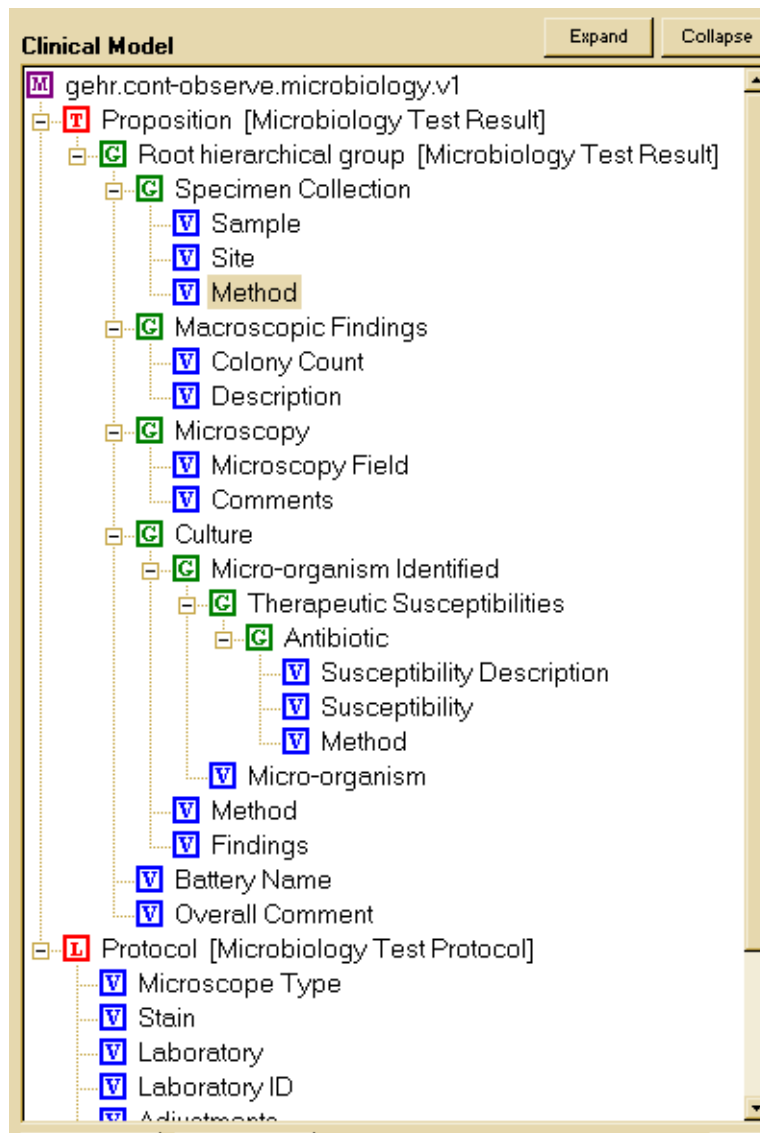 Clinical Model Expand Collapse
M gehr.cont-observe.microbiology.v1
T Proposition [Microbiology Test Result]
G Root hierarchical group [Microbiology Test Result]
G Specimen Collection
V Sample
V Site
V Method
G Macroscopic Findings
V Colony Count
V Description
G Microscopy
V Microscopy Field
V Comments
G Culture
G Micro-organism Identified
G Therapeutic Susceptibilities
G Antibiotic
V Susceptibility Description
V Susceptibility
V Method
V Micro-organism
V Method
V Findings
V Battery Name
V Overall Comment
L Protocol [Microbiology Test Protocol]
V Microscope Type
V Stain
V Laboratory
V Laboratory ID
V Adjustments